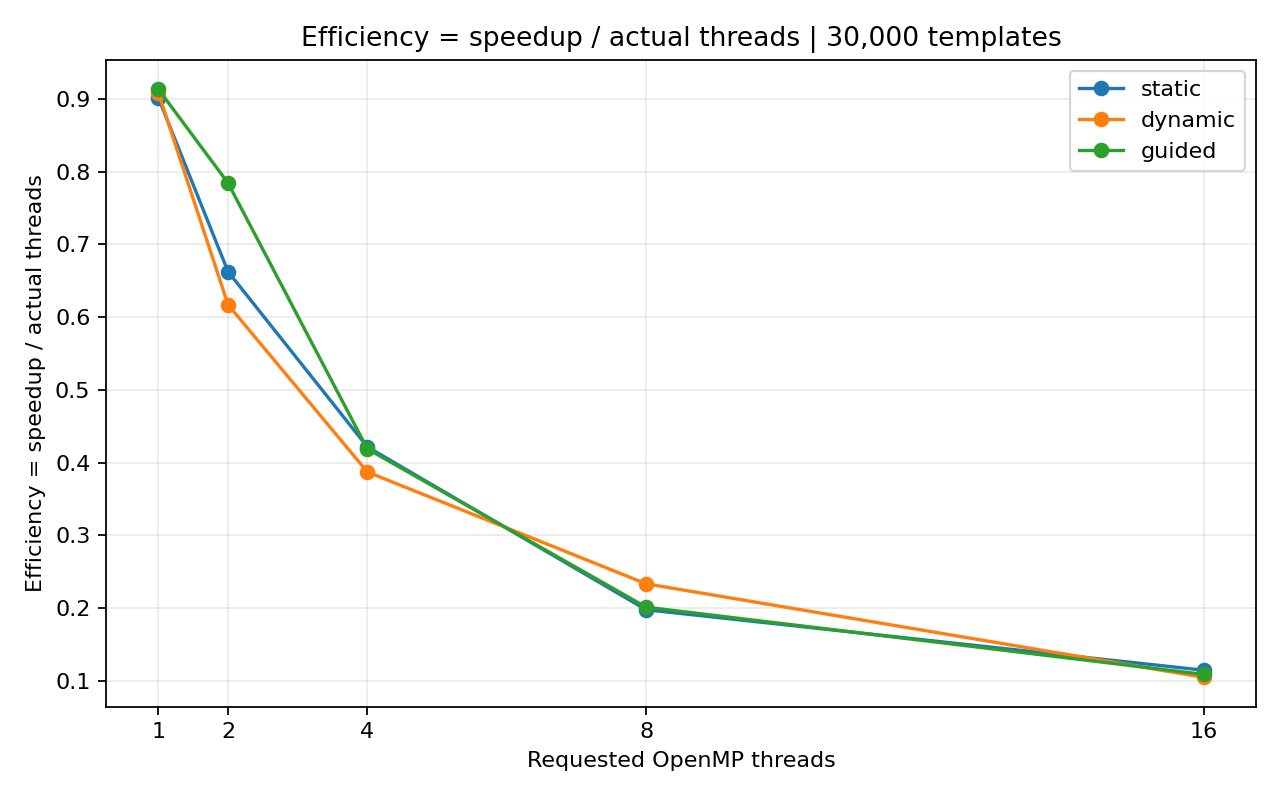 Efficiency = speedup / actual threads | 30,000 templates
static
dynamic
guided
Efficiency = speedup / actual threads
0.9
0.8
0.7
0.6
0.5
0.4
0.3
0.2
0.1
1 2 4 8 16
Requested OpenMP threads